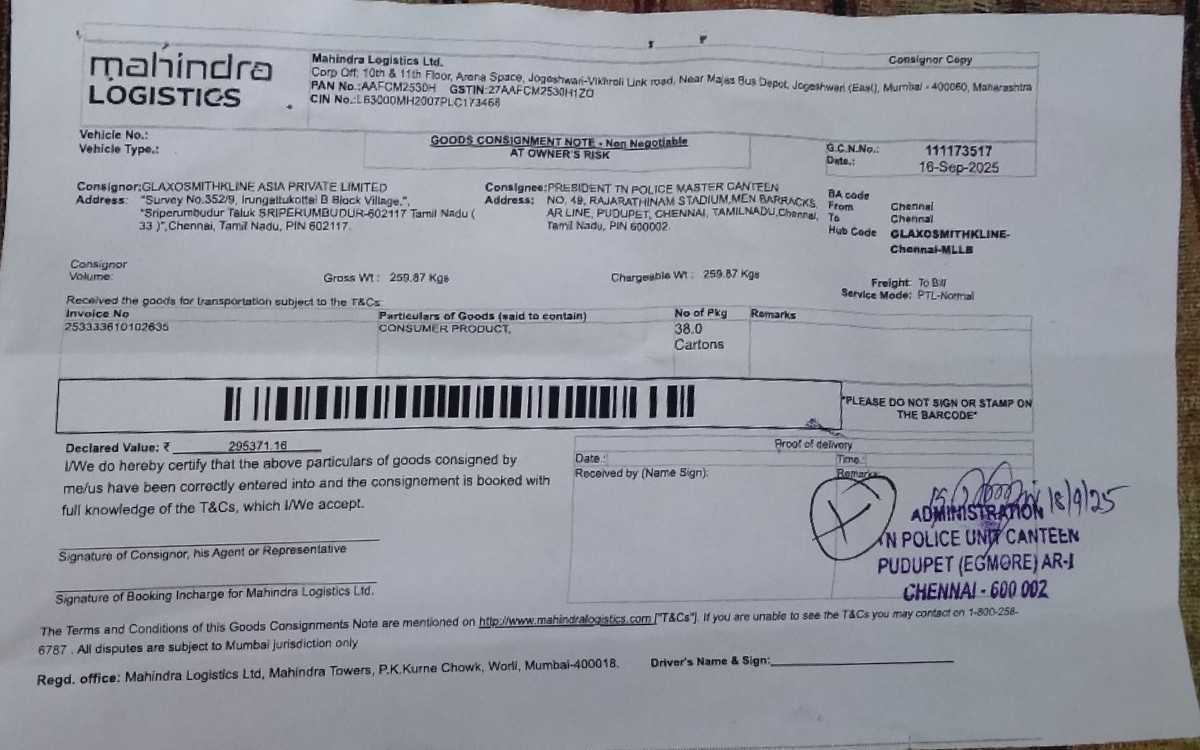 mahindra
LOGISTICS
Mahindra Logistics Ltd.
Corp Off: 10th & 11th Floor, Arena Space, Jogeshwari-Vikhroli Link road, Near Majes Bus Depot, Jogeshwari (East), Mumbai - 400060, Maharashtra
PAN No.:AAFCM2530H GSTIN:27AAFCM2530H1ZO
CIN No.:L63000MH2007PLC173466
Consignor Copy
Vehicle No.:
Vehicle Type.:
GOODS CONSIGNMENT NOTE - Non Negotiable
AT OWNER'S RISK
G.C.N.No.: 111173517
Date.: 16-Sep-2025
Consignor:GLAXOSMITHKLINE ASIA PRIVATE LIMITED
Address: "Survey No.352/9, Irungattukottai B Block Village,",
"Sriperumbudur Taluk SRIPERUMBUDUR-602117 Tamil Nadu (
33 )",Chennai, Tamil Nadu, PIN 602117.
Consignee:PRESIDENT TN POLICE MASTER CANTEEN
Address: NO, 49, RAJARATHINAM STADIUM,MEN BARRACKS,
AR LINE, PUDUPET, CHENNAI, TAMILNADU,Chennai,
Tamil Nadu, PIN 600002.
BA code
From Chennai
To Chennai
Hub Code GLAXOSMITHKLINE-
Chennai-MLLB
Consignor
Volume:
Gross Wt : 259.87 Kgs
Chargeable Wt : 259.87 Kgs
Freight: To Bill
Service Mode: PTL-Normal
Received the goods for transportation subject to the T&Cs:
Invoice No Particulars of Goods (said to contain) No of Pkg Remarks
253333610102635 CONSUMER PRODUCT, 38.0
Cartons
*PLEASE DO NOT SIGN OR STAMP ON
THE BARCODE*
Declared Value: ₹ 295371.16
I/We do hereby certify that the above particulars of goods consigned by
me/us have been correctly entered into and the consignement is booked with
full knowledge of the T&Cs, which I/We accept.
Signature of Consignor, his Agent or Representative
Signature of Booking Incharge for Mahindra Logistics Ltd.
Proof of delivery
Date : Time :
Received by (Name Sign): Remarks
18/9/25
ADMINISTRATION
TN POLICE UNIT CANTEEN
PUDUPET (EGMORE) AR-I
CHENNAI - 600 002
The Terms and Conditions of this Goods Consignments Note are mentioned on http://www.mahindralogistics.com ["T&Cs"]. If you are unable to see the T&Cs you may contact on 1-800-258-
6787 . All disputes are subject to Mumbai jurisdiction only
Regd. office: Mahindra Logistics Ltd, Mahindra Towers, P.K.Kurne Chowk, Worli, Mumbai-400018.
Driver's Name & Sign: